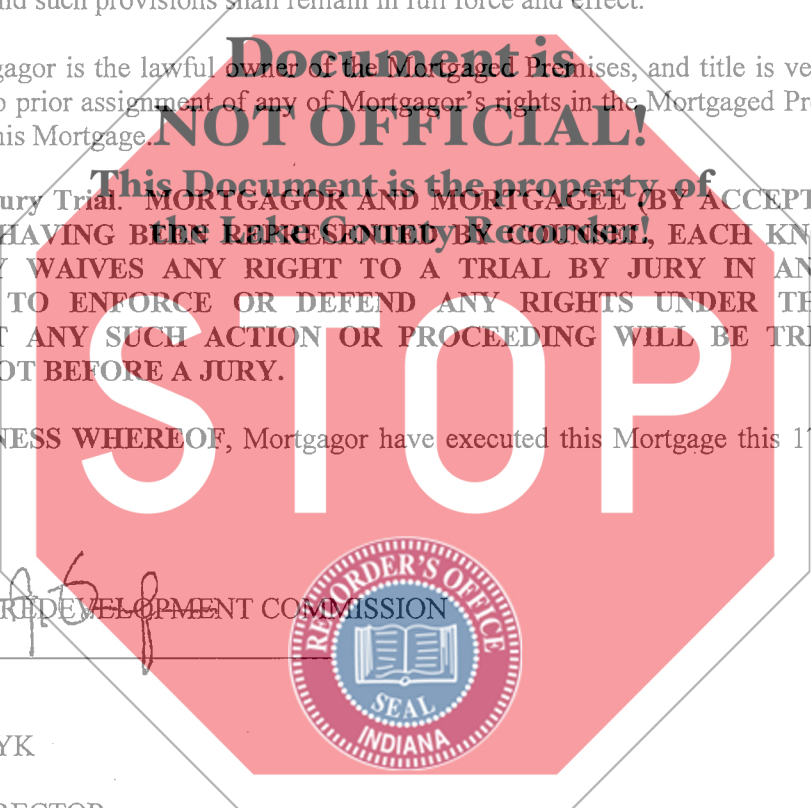 nd such provisions shall remain in full force and effect.
Document is
gagor is the lawful owner of the Mortgaged Premises, and title is ve
o prior assignment of any of Mortgagor's rights in the Mortgaged Pr
NOT OFFICIAL!
his Mortgage.
This Document is the property of
ury Trial. MORTGAGOR AND MORTGAGEE (BY ACCEPT
the Lake County Recorder!
HAVING BEEN REPRESENTED BY COUNSEL, EACH KN
Y WAIVES ANY RIGHT TO A TRIAL BY JURY IN AN
TO ENFORCE OR DEFEND ANY RIGHTS UNDER TH
T ANY SUCH ACTION OR PROCEEDING WILL BE TR
OT BEFORE A JURY.
STOP
NESS WHEREOF, Mortgagor have executed this Mortgage this 17
REDEVELOPMENT COMMISSION
RECORDER'S OFFICE
SEAL
INDIANA
YK
RECTOR